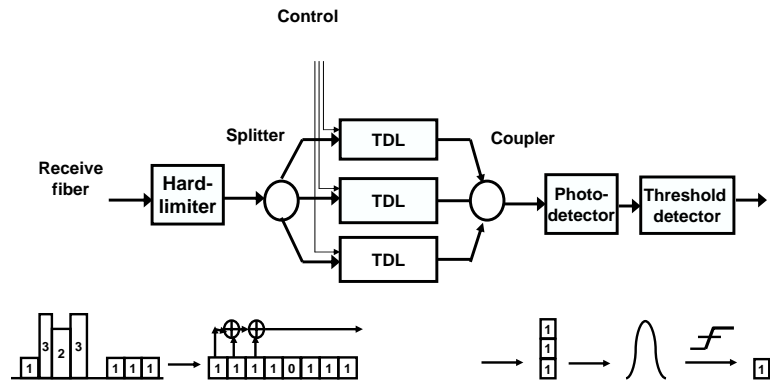 Control
Splitter
TDL
Coupler
Receive
fiber
Hard-
limiter
TDL
Photo-
detector
Threshold
detector
TDL
1 3 2 3 1 1 1
1 1 1 1 0 1 1 1
1
1
1
1